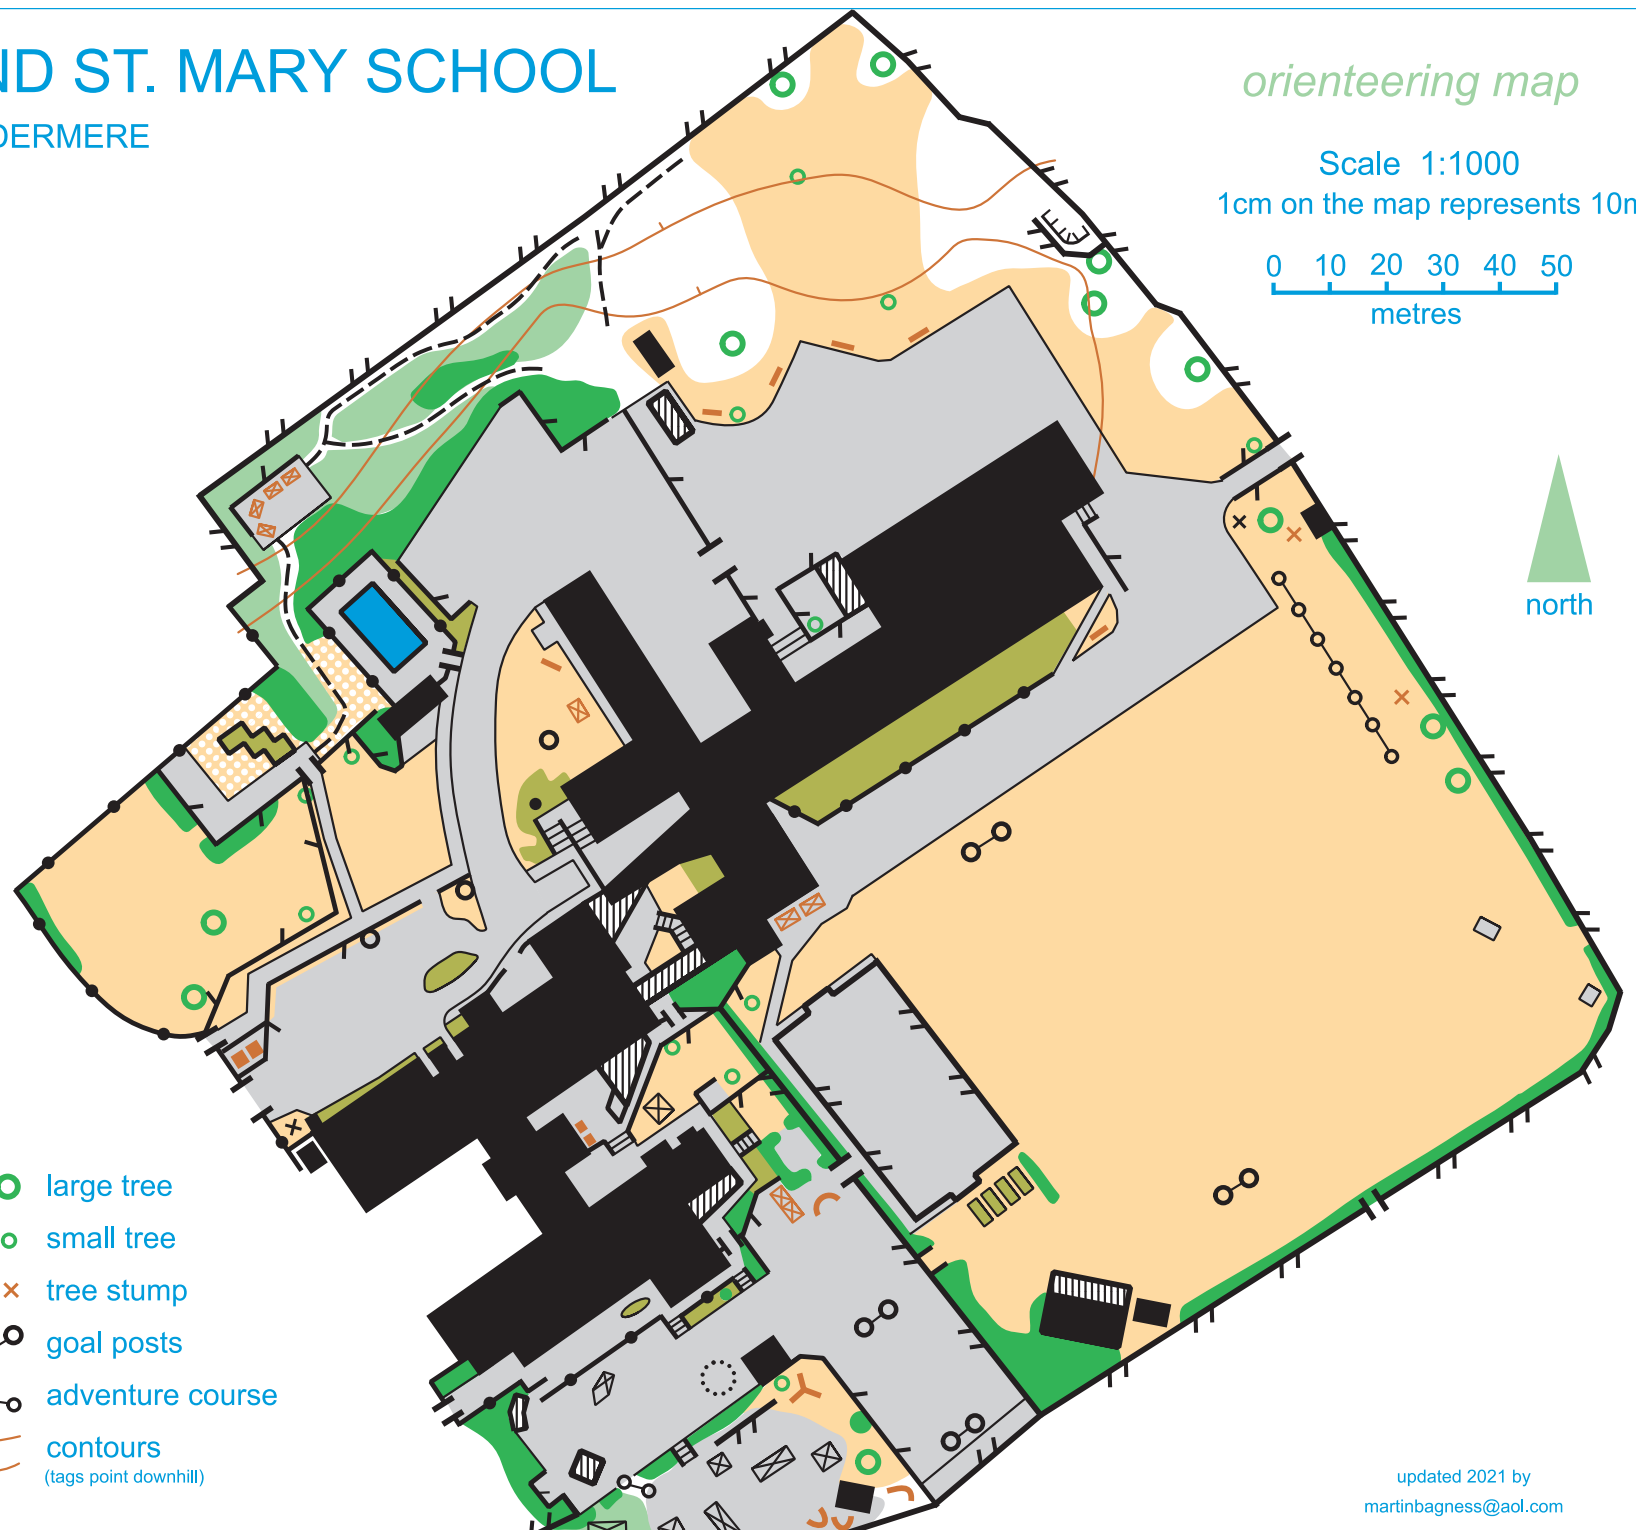 ND ST. MARY SCHOOL
DERMERE
orienteering map
Scale 1:1000
1cm on the map represents 10m
0 10 20 30 40 50
metres
north
large tree
small tree
tree stump
goal posts
adventure course
contours
(tags point downhill)
updated 2021 by
martinbagness@aol.com